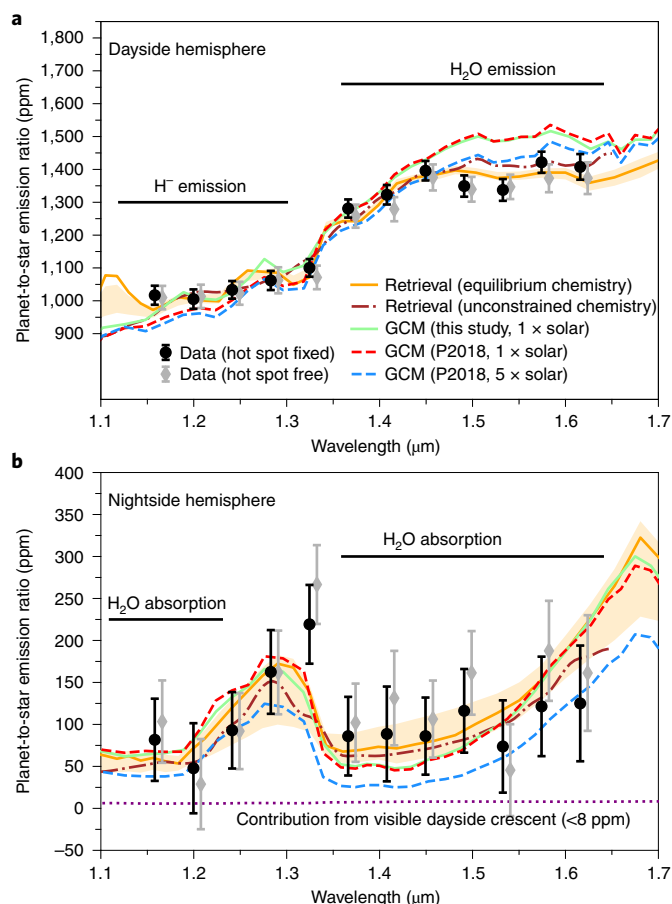 a
1,800
1,700
1,600
1,500
1,400
1,300
1,200
1,100
1,000
900
Planet-to-star emission ratio (ppm)
Dayside hemisphere
H₂O emission
H⁻ emission
Retrieval (equilibrium chemistry)
Retrieval (unconstrained chemistry)
GCM (this study, 1 × solar)
Data (hot spot fixed)
GCM (P2018, 1 × solar)
Data (hot spot free)
GCM (P2018, 5 × solar)
1.1 1.2 1.3 1.4 1.5 1.6 1.7
Wavelength (μm)
b
400
350
300
250
200
150
100
50
0
–50
Planet-to-star emission ratio (ppm)
Nightside hemisphere
H₂O absorption
H₂O absorption
Contribution from visible dayside crescent (<8 ppm)
1.1 1.2 1.3 1.4 1.5 1.6 1.7
Wavelength (μm)